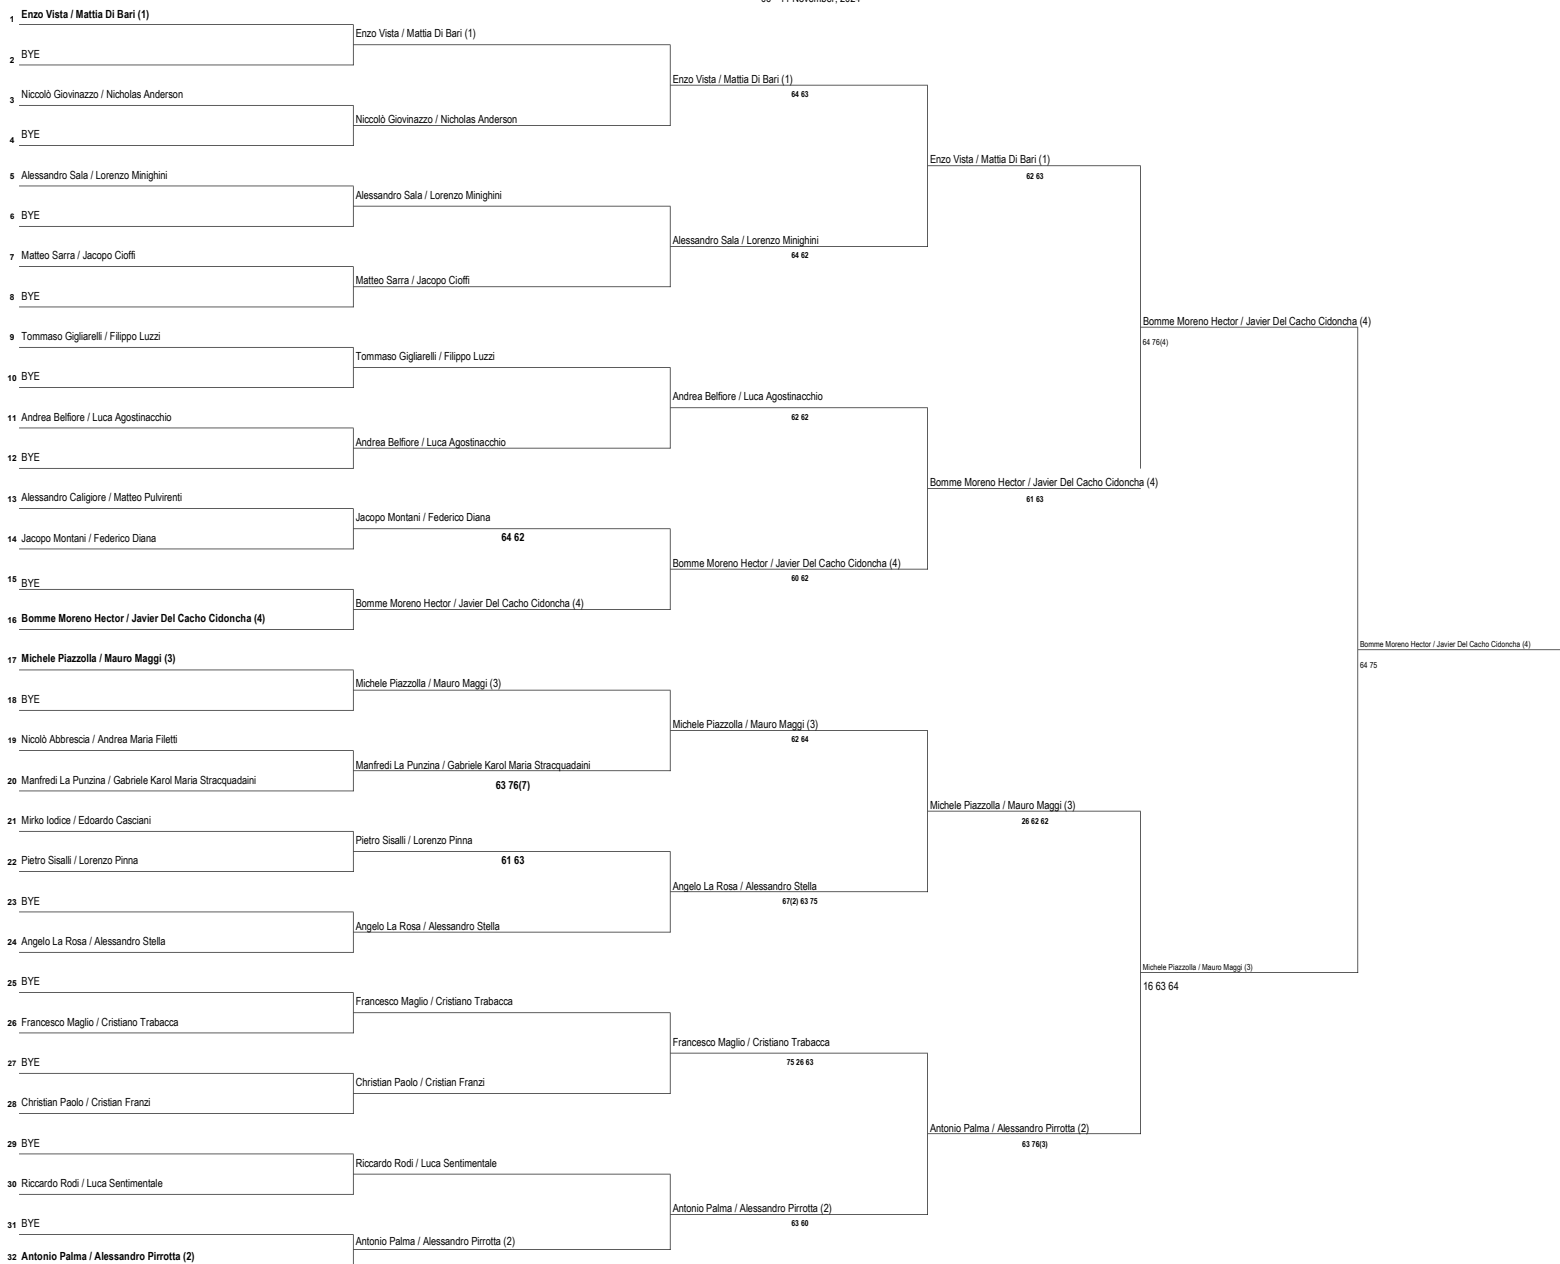 1 Enzo Vista / Mattia Di Bari (1)
2 BYE
3 Niccolò Giovinazzo / Nicholas Anderson
4 BYE
5 Alessandro Sala / Lorenzo Minighini
6 BYE
7 Matteo Sarra / Jacopo Cioffi
8 BYE
9 Tommaso Gigliarelli / Filippo Luzzi
10 BYE
11 Andrea Belfiore / Luca Agostinacchio
12 BYE
13 Alessandro Caligiore / Matteo Pulvirenti
14 Jacopo Montani / Federico Diana
15 BYE
16 Bomme Moreno Hector / Javier Del Cacho Cidoncha (4)
17 Michele Piazzolla / Mauro Maggi (3)
18 BYE
19 Nicolò Abbrescia / Andrea Maria Filetti
20 Manfredi La Punzina / Gabriele Karol Maria Stracquadaini
21 Mirko Iodice / Edoardo Casciani
22 Pietro Sisalli / Lorenzo Pinna
23 BYE
24 Angelo La Rosa / Alessandro Stella
25 BYE
26 Francesco Maglio / Cristiano Trabacca
27 BYE
28 Christian Paolo / Cristian Franzi
29 BYE
30 Riccardo Rodi / Luca Sentimentale
31 BYE
32 Antonio Palma / Alessandro Pirrotta (2)
Enzo Vista / Mattia Di Bari (1)
Niccolò Giovinazzo / Nicholas Anderson
Alessandro Sala / Lorenzo Minighini
Matteo Sarra / Jacopo Cioffi
Tommaso Gigliarelli / Filippo Luzzi
Andrea Belfiore / Luca Agostinacchio
Jacopo Montani / Federico Diana
64 62
Bomme Moreno Hector / Javier Del Cacho Cidoncha (4)
Michele Piazzolla / Mauro Maggi (3)
Manfredi La Punzina / Gabriele Karol Maria Stracquadaini
63 76(7)
Pietro Sisalli / Lorenzo Pinna
61 63
Angelo La Rosa / Alessandro Stella
Francesco Maglio / Cristiano Trabacca
Christian Paolo / Cristian Franzi
Riccardo Rodi / Luca Sentimentale
Antonio Palma / Alessandro Pirrotta (2)
Enzo Vista / Mattia Di Bari (1)
64 63
Alessandro Sala / Lorenzo Minighini
64 62
Andrea Belfiore / Luca Agostinacchio
62 62
Bomme Moreno Hector / Javier Del Cacho Cidoncha (4)
60 62
Michele Piazzolla / Mauro Maggi (3)
62 64
Angelo La Rosa / Alessandro Stella
67(2) 63 75
Francesco Maglio / Cristiano Trabacca
75 26 63
Antonio Palma / Alessandro Pirrotta (2)
63 60
Enzo Vista / Mattia Di Bari (1)
62 63
Bomme Moreno Hector / Javier Del Cacho Cidoncha (4)
61 63
Michele Piazzolla / Mauro Maggi (3)
26 62 62
Antonio Palma / Alessandro Pirrotta (2)
63 76(3)
Bomme Moreno Hector / Javier Del Cacho Cidoncha (4)
64 76(4)
Michele Piazzolla / Mauro Maggi (3)
16 63 64
Bomme Moreno Hector / Javier Del Cacho Cidoncha (4)
64 75